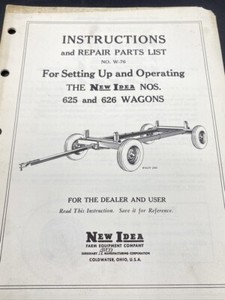 INSTRUCTIONS
and REPAIR PARTS LIST
NO. W-76
For Setting Up and Operating
THE NEW IDEA NOS.
625 and 626 WAGONS
FOR THE DEALER AND USER
Read This Instruction. Save it for Reference.
NEW IDEA
FARM EQUIPMENT COMPANY
MANUFACTURING CORPORATION
COLDWATER, OHIO, U.S.A.